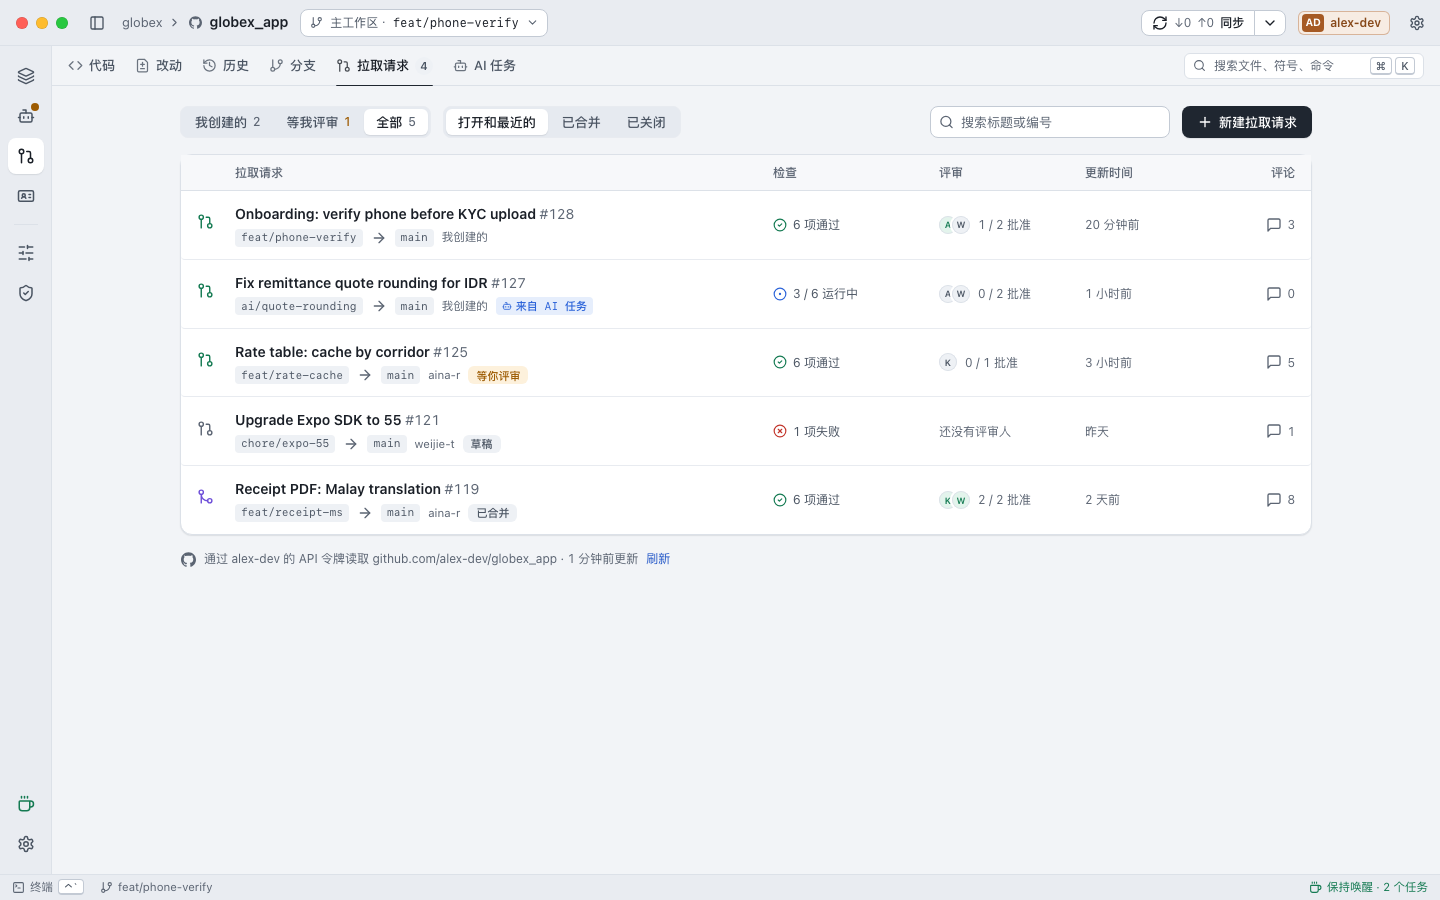 globex > globex_app 主工作区 · feat/phone-verify ↓0 ↑0 同步 AD alex-dev
代码 改动 历史 分支 拉取请求 4 AI 任务 搜索文件、符号、命令 ⌘ K
我创建的 2 等我评审 1 全部 5 打开和最近的 已合并 已关闭 搜索标题或编号 + 新建拉取请求
拉取请求 检查 评审 更新时间 评论
Onboarding: verify phone before KYC upload #128
feat/phone-verify → main 我创建的
6 项通过 A W 1 / 2 批准 20 分钟前 3
Fix remittance quote rounding for IDR #127
ai/quote-rounding → main 我创建的 来自 AI 任务
3 / 6 运行中 A W 0 / 2 批准 1 小时前 0
Rate table: cache by corridor #125
feat/rate-cache → main aina-r 等你评审
6 项通过 K 0 / 1 批准 3 小时前 5
Upgrade Expo SDK to 55 #121
chore/expo-55 → main weijie-t 草稿
1 项失败 还没有评审人 昨天 1
Receipt PDF: Malay translation #119
feat/receipt-ms → main aina-r 已合并
6 项通过 K W 2 / 2 批准 2 天前 8
通过 alex-dev 的 API 令牌读取 github.com/alex-dev/globex_app · 1 分钟前更新 刷新
终端 ^` feat/phone-verify 保持唤醒 · 2 个任务